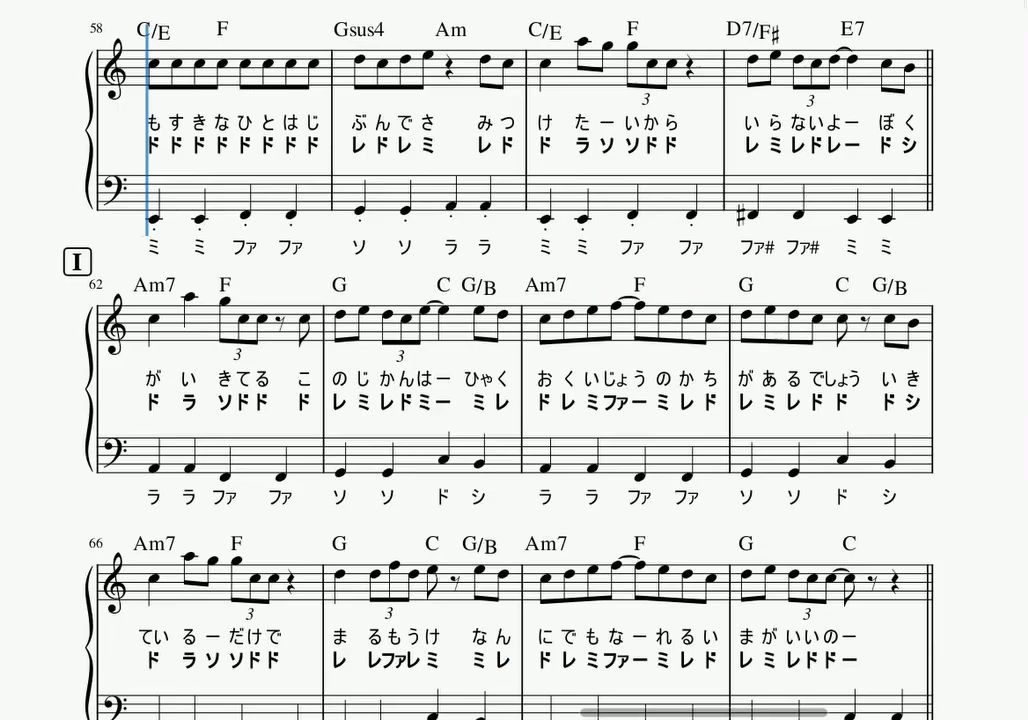 58 C/E F Gsus4 Am C/E F D7/F♯ E7
3 3
も す き な ひ と は じ ぶ ん で さ み つ け た ー いから い ら ないよー ぼ く
ド ド ド ド ド ド ド ド レ ド レ ミ レ ド ド ラ ソ ソドド レ ミ レドレー ド シ
ミ ミ ファ ファ ソ ソ ラ ラ ミ ミ ファ ファ ファ# ファ# ミ ミ
I
62 Am7 F G C G/B Am7 F G C G/B
3 3
が い きてる こ の じ かんはー ひゃく お く いじょう の か ち が あ る でしょう い き
ド ラ ソドド ド レ ミ レドミー ミ レ ド レ ミファー ミ レ ド レ ミ レ ド ド ド シ
ラ ラ ファ ファ ソ ソ ド シ ラ ラ ファ ファ ソ ソ ド シ
66 Am7 F G C G/B Am7 F G C
3 3 3
てい る ー だけで ま るもうけ な ん に で も な ー れ る い ま が いいのー
ド ラ ソ ソドド レ レファレ ミ ミ レ ド レ ミファー ミ レ ド レ ミ レドドー